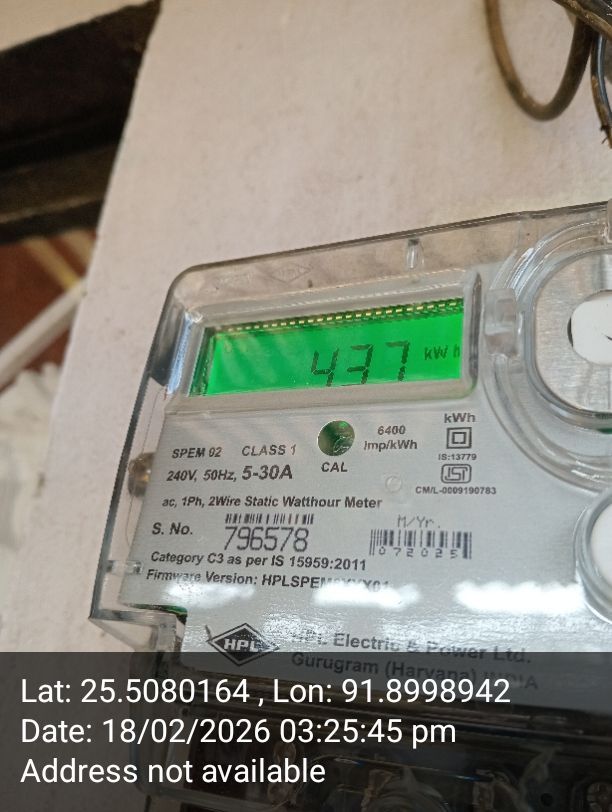 437 kWh
SPEM 02 CLASS 1
6400
imp/kWh
kWh
IS:13779
240V, 50Hz, 5-30A
CAL
CM/L-0009190783
ac, 1Ph, 2Wire Static Watthour Meter
S. No.
796578
M/Yr.
072025
Category C3 as per IS 15959:2011
Firmware Version:
HPL
HPL Electric & Power Ltd.
Gurugram (Haryana) INDIA
Lat: 25.5080164 , Lon: 91.8998942
Date: 18/02/2026 03:25:45 pm
Address not available